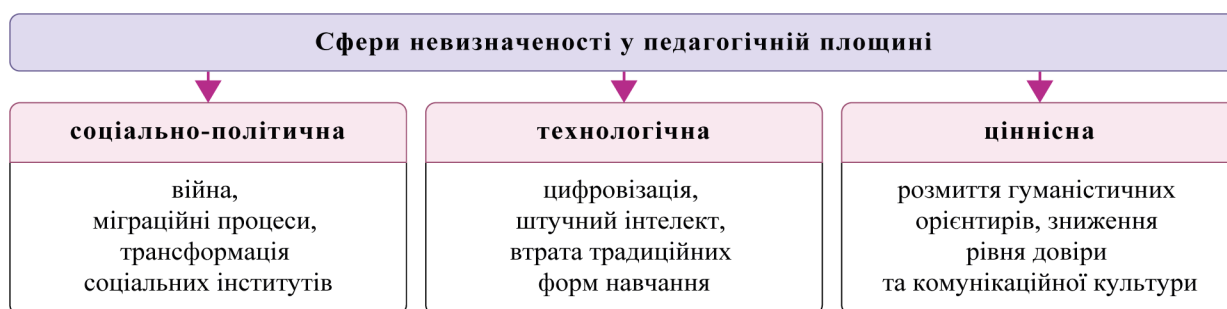 Сфери невизначеності у педагогічній площині
соціально-політична
війна,
міграційні процеси,
трансформація
соціальних інститутів
технологічна
цифровізація,
штучний інтелект,
втрата традиційних
форм навчання
ціннісна
розмиття гуманістичних
орієнтирів, зниження
рівня довіри
та комунікаційної культури